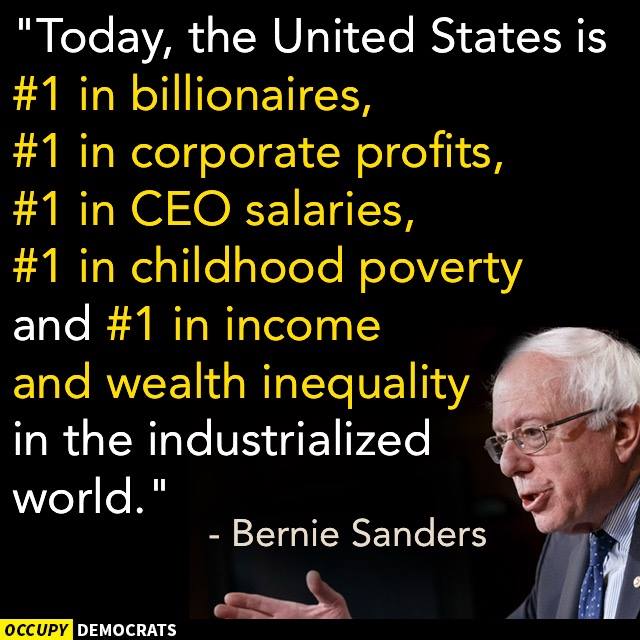 "Today, the United States is
#1 in billionaires,
#1 in corporate profits,
#1 in CEO salaries,
#1 in childhood poverty
and #1 in income
and wealth inequality
in the industrialized
world."
- Bernie Sanders
OCCUPY DEMOCRATS